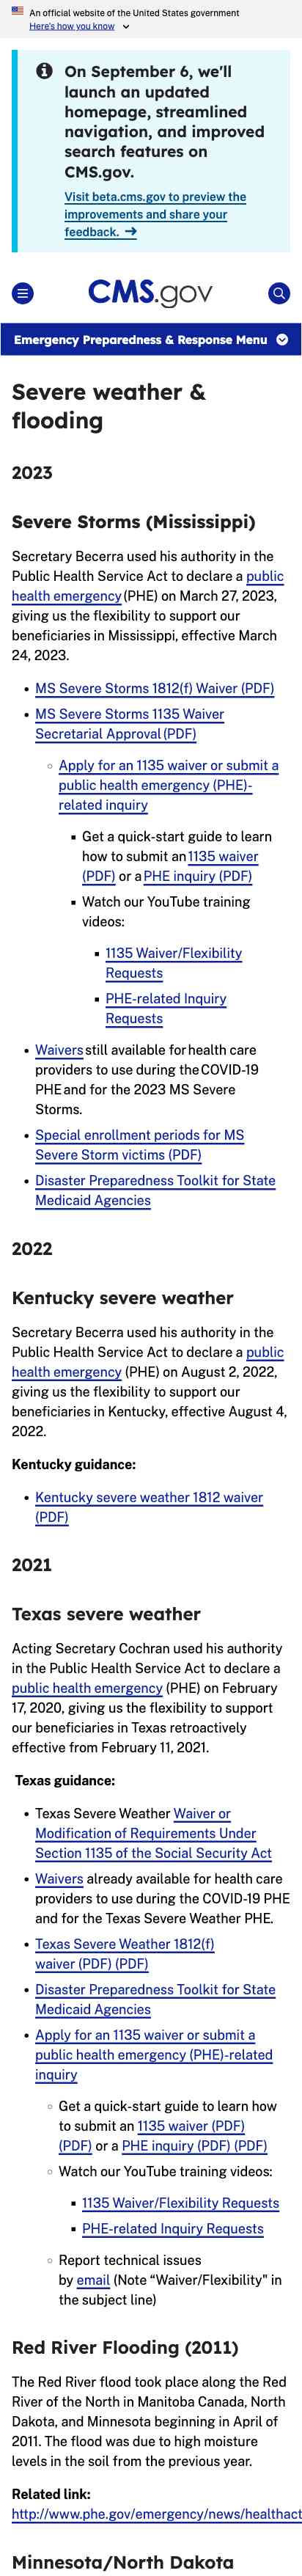 An official website of the United States government
Here's how you know
On September 6, we'll
launch an updated
homepage, streamlined
navigation, and improved
search features on
CMS.gov.
Visit beta.cms.gov to preview the
improvements and share your
feedback.
CMS.gov
Emergency Preparedness & Response Menu
Severe weather &
flooding
2023
Severe Storms (Mississippi)
Secretary Becerra used his authority in the
Public Health Service Act to declare a public
health emergency (PHE) on March 27, 2023,
giving us the flexibility to support our
beneficiaries in Mississippi, effective March
24, 2023.
• MS Severe Storms 1812(f) Waiver (PDF)
• MS Severe Storms 1135 Waiver
Secretarial Approval (PDF)
◦ Apply for an 1135 waiver or submit a
public health emergency (PHE)-
related inquiry
▪ Get a quick-start guide to learn
how to submit an 1135 waiver
(PDF) or a PHE inquiry (PDF)
▪ Watch our YouTube training
videos:
▪ 1135 Waiver/Flexibility
Requests
▪ PHE-related Inquiry
Requests
• Waivers still available for health care
providers to use during the COVID-19
PHE and for the 2023 MS Severe
Storms.
• Special enrollment periods for MS
Severe Storm victims (PDF)
• Disaster Preparedness Toolkit for State
Medicaid Agencies
2022
Kentucky severe weather
Secretary Becerra used his authority in the
Public Health Service Act to declare a public
health emergency (PHE) on August 2, 2022,
giving us the flexibility to support our
beneficiaries in Kentucky, effective August 4,
2022.
Kentucky guidance:
• Kentucky severe weather 1812 waiver
(PDF)
2021
Texas severe weather
Acting Secretary Cochran used his authority
in the Public Health Service Act to declare a
public health emergency (PHE) on February
17, 2020, giving us the flexibility to support
our beneficiaries in Texas retroactively
effective from February 11, 2021.
Texas guidance:
• Texas Severe Weather Waiver or
Modification of Requirements Under
Section 1135 of the Social Security Act
• Waivers already available for health care
providers to use during the COVID-19 PHE
and for the Texas Severe Weather PHE.
• Texas Severe Weather 1812(f)
waiver (PDF) (PDF)
• Disaster Preparedness Toolkit for State
Medicaid Agencies
• Apply for an 1135 waiver or submit a
public health emergency (PHE)-related
inquiry
◦ Get a quick-start guide to learn how
to submit an 1135 waiver (PDF)
(PDF) or a PHE inquiry (PDF) (PDF)
◦ Watch our YouTube training videos:
▪ 1135 Waiver/Flexibility Requests
▪ PHE-related Inquiry Requests
◦ Report technical issues
by email (Note “Waiver/Flexibility" in
the subject line)
Red River Flooding (2011)
The Red River flood took place along the Red
River of the North in Manitoba Canada, North
Dakota, and Minnesota beginning in April of
2011. The flood was due to high moisture
levels in the soil from the previous year.
Related link:
http://www.phe.gov/emergency/news/healthact
Minnesota/North Dakota